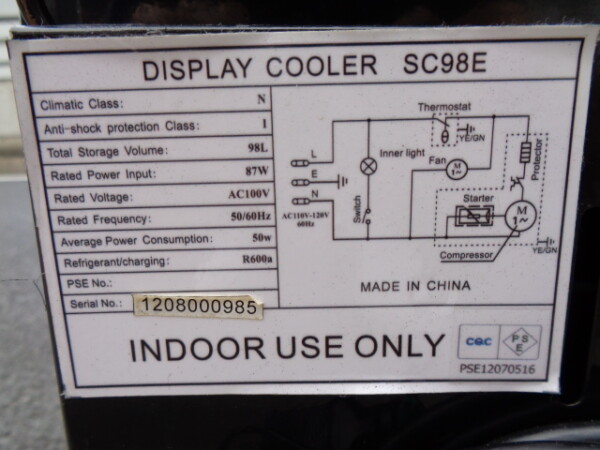 DISPLAY COOLER SC98E
Climatic Class: N
Anti-shock protection Class: I
Total Storage Volume: 98L
Rated Power Input: 87W
Rated Voltage: AC100V
Rated Frequency: 50/60Hz
Average Power Consumption: 50w
Refrigerant/charging: R600a
PSE No.:
Serial No.: 1208000985
Thermostat
YE/GN
Protector
L
Inner light
Fan
M
1~
E
N
Switch
AC110V-120V
60Hz
Starter
M
1~
Compressor
YE/GN
MADE IN CHINA
INDOOR USE ONLY
cqc
PS
E
PSE12070516